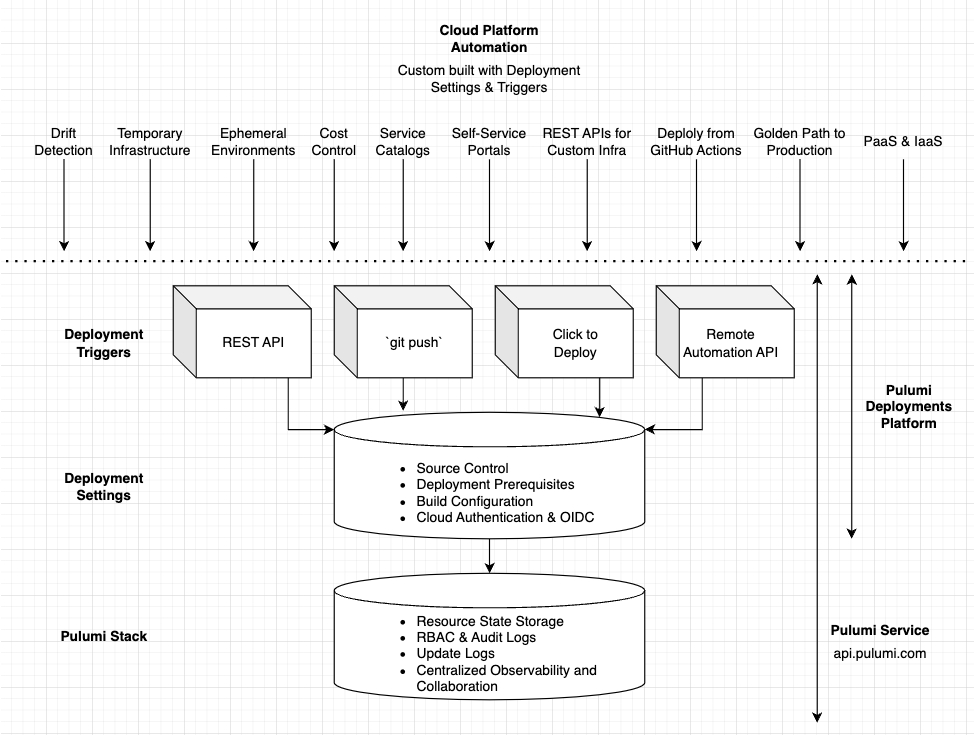 Cloud Platform
Automation
Custom built with Deployment
Settings & Triggers
Drift
Detection
Temporary
Infrastructure
Ephemeral
Environments
Cost
Control
Service
Catalogs
Self-Service
Portals
REST APIs for
Custom Infra
Deploly from
GitHub Actions
Golden Path to
Production
PaaS & IaaS
Deployment
Triggers
REST API
`git push`
Click to
Deploy
Remote
Automation API
Pulumi
Deployments
Platform
Deployment
Settings
• Source Control
• Deployment Prerequisites
• Build Configuration
• Cloud Authentication & OIDC
Pulumi Stack
• Resource State Storage
• RBAC & Audit Logs
• Update Logs
• Centralized Observability and
Collaboration
Pulumi Service
api.pulumi.com